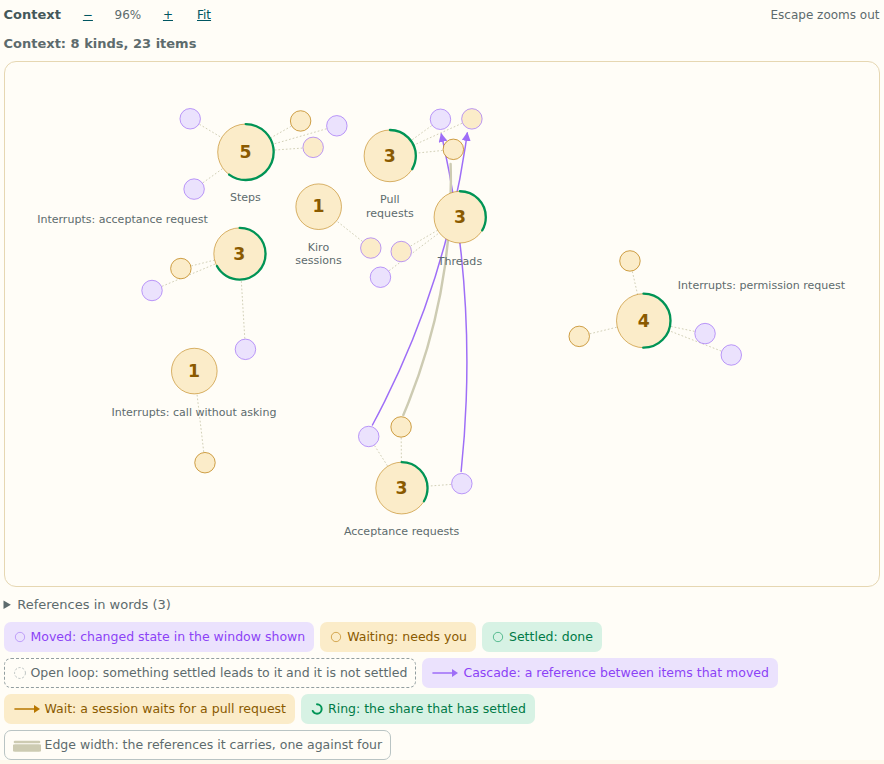 Context − 96% + Fit Escape zooms out
Context: 8 kinds, 23 items
5
Steps
3
Pull
requests
1
Kiro
sessions
3
Threads
Interrupts: acceptance request
3
Interrupts: permission request
4
1
Interrupts: call without asking
3
Acceptance requests
References in words (3)
Moved: changed state in the window shown
Waiting: needs you
Settled: done
Open loop: something settled leads to it and it is not settled
Cascade: a reference between items that moved
Wait: a session waits for a pull request
Ring: the share that has settled
Edge width: the references it carries, one against four